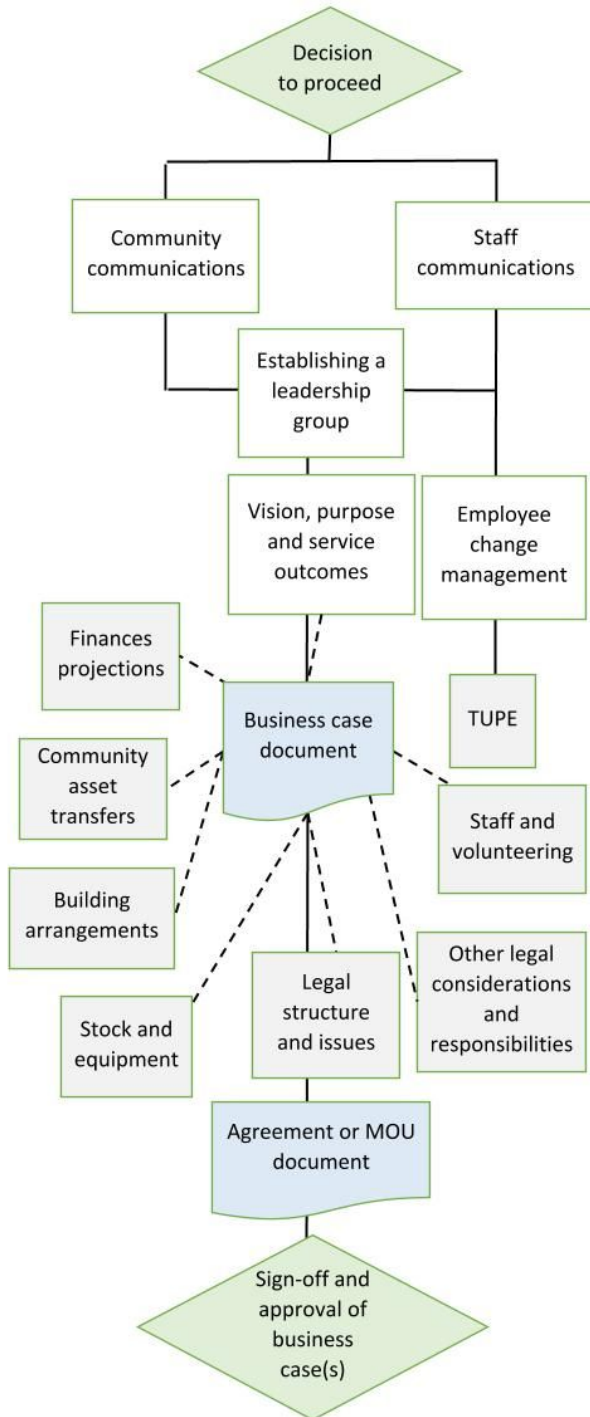 Decision
to proceed
Community
communications
Staff
communications
Establishing a
leadership
group
Vision, purpose
and service
outcomes
Employee
change
management
Finances
projections
TUPE
Business case
document
Community
asset
transfers
Staff and
volunteering
Building
arrangements
Other legal
considerations
and
responsibilities
Legal
structure
and issues
Stock and
equipment
Agreement or MOU
document
Sign-off and
approval of
business
case(s)